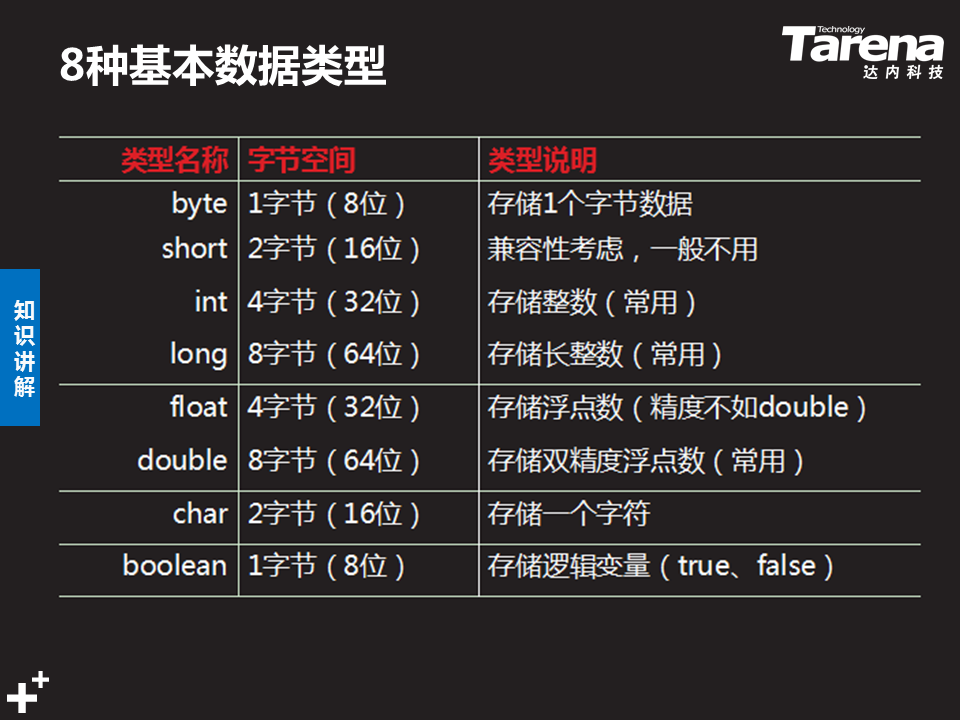 8种基本数据类型
Technology
Tarena
达内科技
类型名称 字节空间 类型说明
byte 1字节（8位） 存储1个字节数据
short 2字节（16位） 兼容性考虑，一般不用
int 4字节（32位） 存储整数（常用）
long 8字节（64位） 存储长整数（常用）
float 4字节（32位） 存储浮点数（精度不如double）
double 8字节（64位） 存储双精度浮点数（常用）
char 2字节（16位） 存储一个字符
boolean 1字节（8位） 存储逻辑变量（true、false）
知识讲解